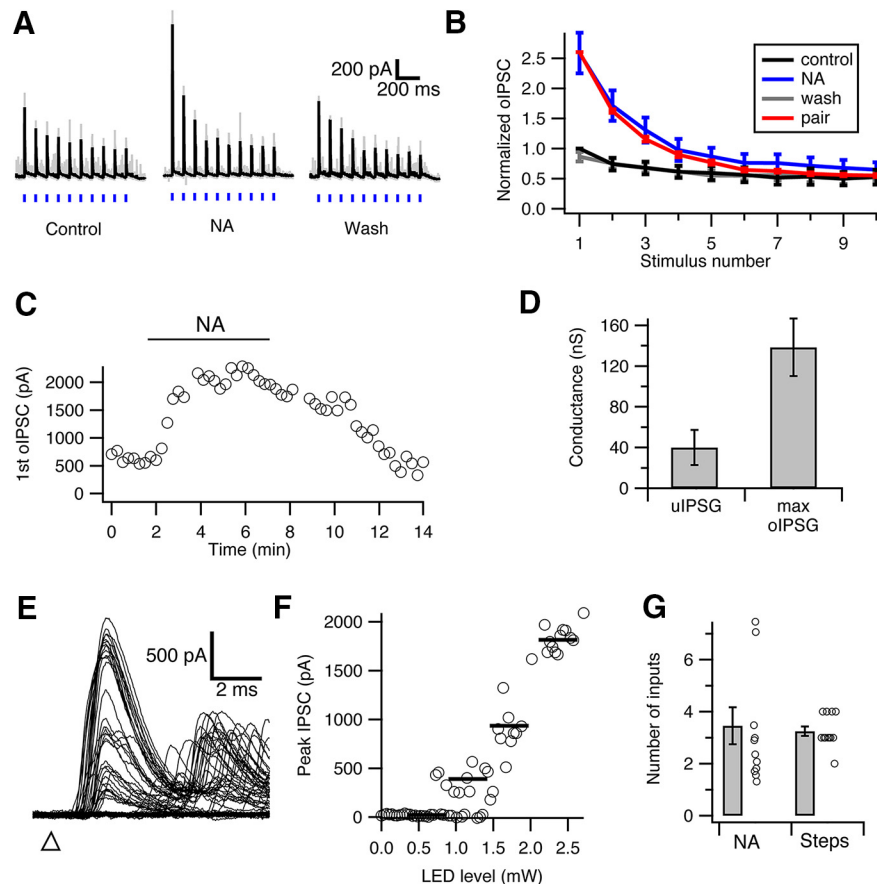 A
200 pA
200 ms
Control
NA
Wash
B
Normalized oIPSC
2.5
2.0
1.5
1.0
0.5
0.0
control
NA
wash
pair
1
3
5
7
9
Stimulus number
C
NA
1st oIPSC (pA)
2000
1500
1000
500
0
0
2
4
6
8
10
12
14
Time (min)
D
Conductance (nS)
160
120
80
40
0
uIPSG
max
oIPSG
E
500 pA
2 ms
F
Peak IPSC (pA)
2000
1500
1000
500
0
0.0
0.5
1.0
1.5
2.0
2.5
LED level (mW)
G
Number of inputs
6
4
2
0
NA
Steps